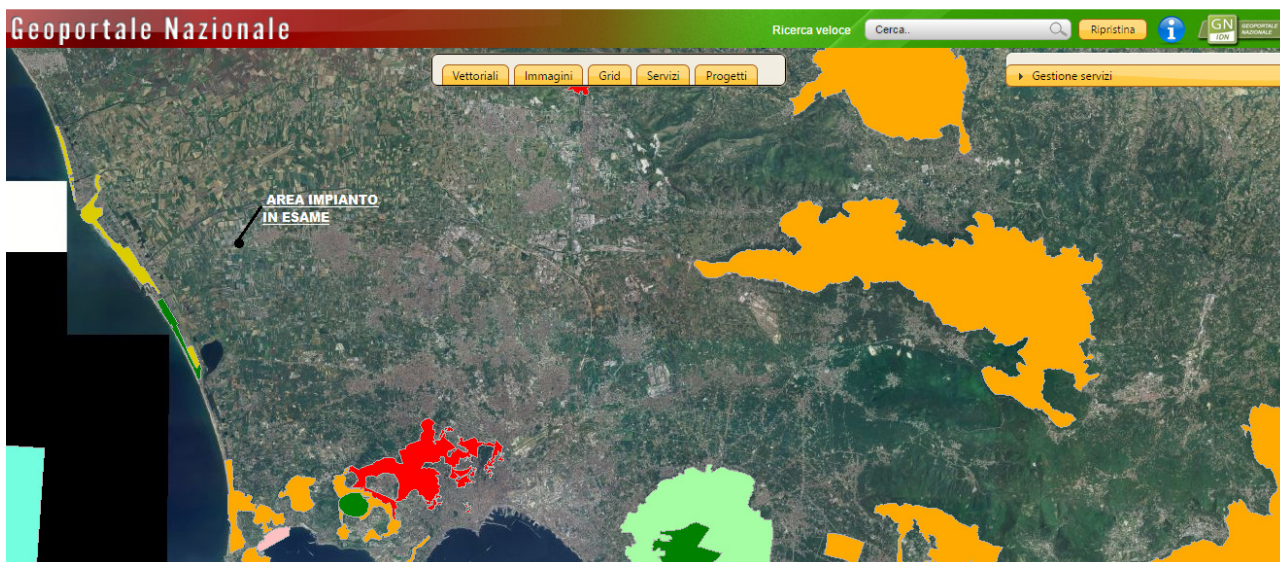 Geoportale Nazionale
Ricerca veloce
Cerca..
Ripristina
i
GN
IDN
GEOPORTALE
NAZIONALE
Vettoriali
Immagini
Grid
Servizi
Progetti
Gestione servizi
AREA IMPIANTO
IN ESAME